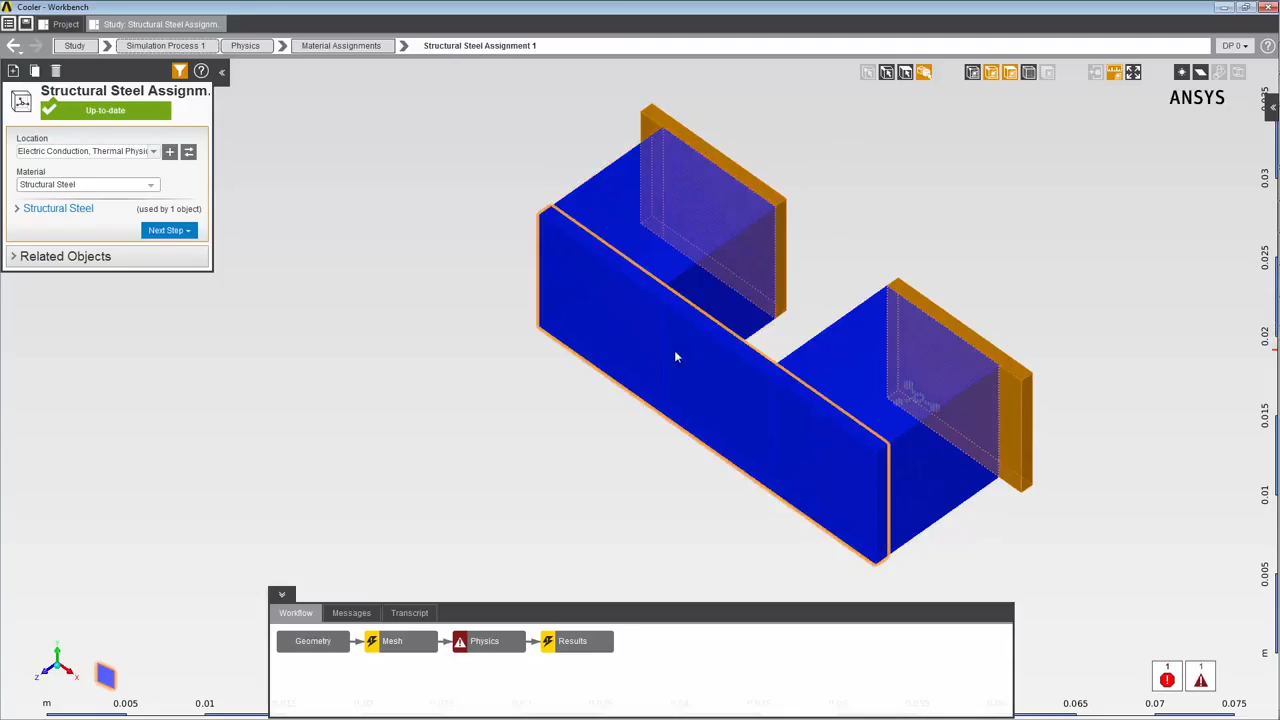 Cooler - Workbench
Project
Study: Structural Steel Assignm.
Study
Simulation Process 1
Physics
Material Assignments
Structural Steel Assignment 1
DP 0
Structural Steel Assignm.
Up-to-date
ANSYS
Location
Electric Conduction, Thermal Physic
Material
Structural Steel
Structural Steel
(used by 1 object)
Next Step
Related Objects
0.03
0.025
0.02
0.015
0.01
0.005
m
Workflow
Messages
Transcript
Geometry
Mesh
Physics
Results
Y
Z
X
1
1
m
0.005
0.01
0.065
0.07
0.075